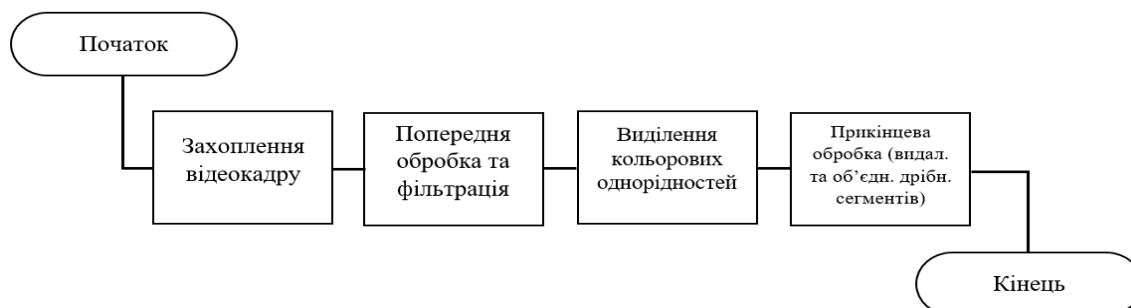 Початок
Захоплення
відеокадру
Попередня
обробка та
фільтрація
Виділення
кольорових
однорідностей
Прикінцева
обробка (видал.
та об’єдн. дрібн.
сегментів)
Кінець